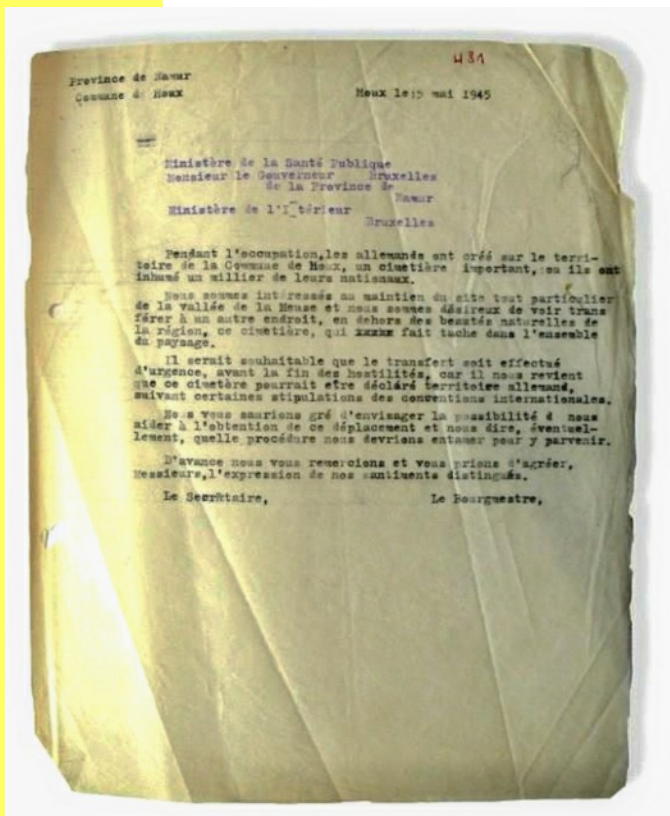 431
Province de Namur
Commune de Houx Houx le 15 mai 1945
Ministère de la Santé Publique
Monsieur le Gouverneur Bruxelles
de la Province de
Namur
Ministère de l'I_térieur
Bruxelles
Pendant l'occupation,les allemands ont créé sur le terri-
toire de la Commune de Houx, un cimetière important, ou ils ont
inhumé un millier de leurs nationaux.
Nous sommes intéressés au maintien du site tout particulier
de la vallée de la Meuse et nous sommes désireux de voir trans
férer à un autre endroit, en dehors des beautés naturelles de
la région, ce cimetière, qui xxxxx fait tache dans l'ensemble
du paysage.
Il serait souhaitable que le transfert soit effectué
d'urgence, avant la fin des hostilités, car il nous revient
que ce cimetère pourrait etre décláré territoire allemand,
suivant certaines stipulations des conventions internationales.
Nous vous saurions gré d'envisager la possibilité d nous
aider à l'obtention de ce déplacement et nous dire, éventuel-
lement, quelle procédure nous devrions entamer pour y parvenir.
D'avance nous vous remercions et vous prions d'agréer,
Messieurs,l'expression de nos sentiments distingués.
Le Secrétaire, Le Bourgmestre,